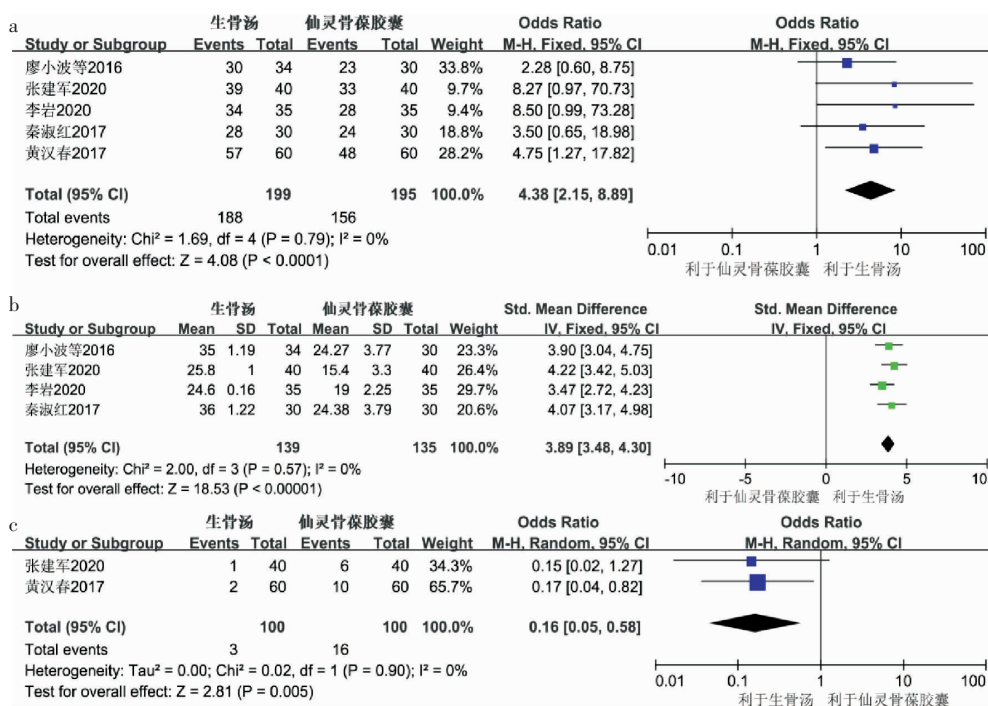 a
生骨汤 仙灵骨葆胶囊 Odds Ratio Odds Ratio
Study or Subgroup Events Total Events Total Weight M-H, Fixed, 95% CI M-H, Fixed, 95% CI
廖小波等2016 30 34 23 30 33.8% 2.28 [0.60, 8.75]
张建军2020 39 40 33 40 9.7% 8.27 [0.97, 70.73]
李岩2020 34 35 28 35 9.4% 8.50 [0.99, 73.28]
秦淑红2017 28 30 24 30 18.8% 3.50 [0.65, 18.98]
黄汉春2017 57 60 48 60 28.2% 4.75 [1.27, 17.82]
Total (95% CI) 199 195 100.0% 4.38 [2.15, 8.89]
Total events 188 156
Heterogeneity: Chi² = 1.69, df = 4 (P = 0.79); I² = 0%
Test for overall effect: Z = 4.08 (P < 0.0001)
0.01 0.1 1 10 100
利于仙灵骨葆胶囊 利于生骨汤
b
生骨汤 仙灵骨葆胶囊 Std. Mean Difference Std. Mean Difference
Study or Subgroup Mean SD Total Mean SD Total Weight IV, Fixed, 95% CI IV, Fixed, 95% CI
廖小波等2016 35 1.19 34 24.27 3.77 30 23.3% 3.90 [3.04, 4.75]
张建军2020 25.8 1 40 15.4 3.3 40 26.4% 4.22 [3.42, 5.03]
李岩2020 24.6 0.16 35 19 2.25 35 29.7% 3.47 [2.72, 4.23]
秦淑红2017 36 1.22 30 24.38 3.79 30 20.6% 4.07 [3.17, 4.98]
Total (95% CI) 139 135 100.0% 3.89 [3.48, 4.30]
Heterogeneity: Chi² = 2.00, df = 3 (P = 0.57); I² = 0%
Test for overall effect: Z = 18.53 (P < 0.00001)
-10 -5 0 5 10
利于仙灵骨葆胶囊 利于生骨汤
c
生骨汤 仙灵骨葆胶囊 Odds Ratio Odds Ratio
Study or Subgroup Events Total Events Total Weight M-H, Random, 95% CI M-H, Random, 95% CI
张建军2020 1 40 6 40 34.3% 0.15 [0.02, 1.27]
黄汉春2017 2 60 10 60 65.7% 0.17 [0.04, 0.82]
Total (95% CI) 100 100 100.0% 0.16 [0.05, 0.58]
Total events 3 16
Heterogeneity: Tau² = 0.00; Chi² = 0.02, df = 1 (P = 0.90); I² = 0%
Test for overall effect: Z = 2.81 (P = 0.005)
0.01 0.1 1 10 100
利于生骨汤 利于仙灵骨葆胶囊